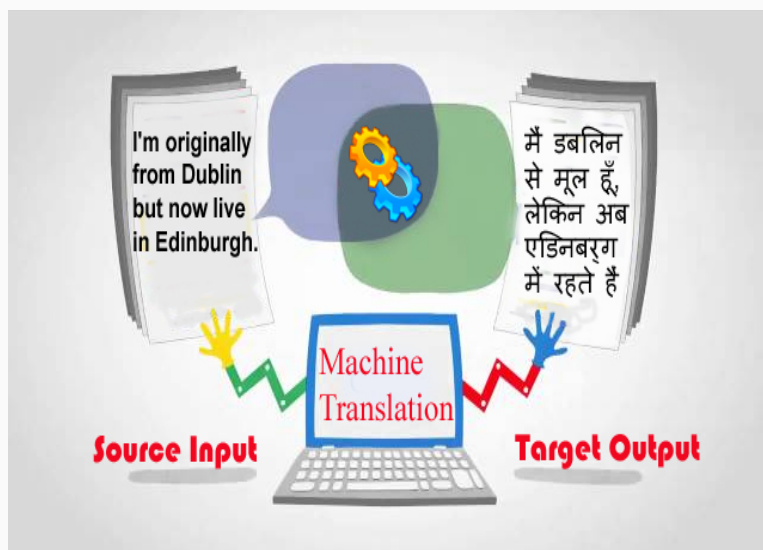 I'm originally
from Dublin
but now live
in Edinburgh.
मैं डबलिन
से मूल हूँ,
लेकिन अब
एडिनबर्ग
में रहते हैं
Machine
Translation
Source Input
Target Output